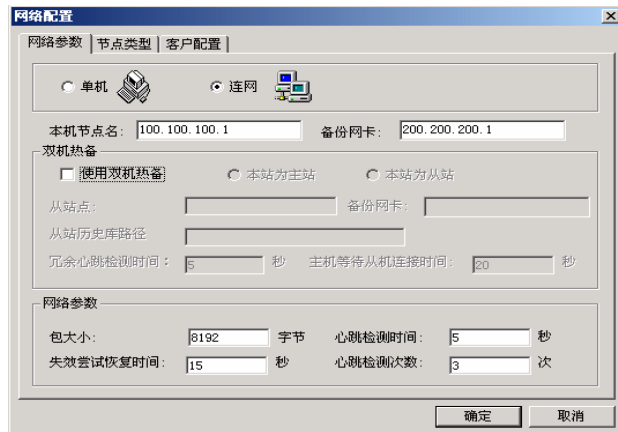 网络配置
网络参数 节点类型 客户配置
单机 连网
本机节点名: 100.100.100.1 备份网卡: 200.200.200.1
双机热备
使用双机热备 本站为主站 本站为从站
从站点: 备份网卡:
从站历史库路径
冗余心跳检测时间: 5 秒 主机等待从机连接时间: 20 秒
网络参数
包大小: 8192 字节 心跳检测时间: 5 秒
失效尝试恢复时间: 15 秒 心跳检测次数: 3 次
确定 取消